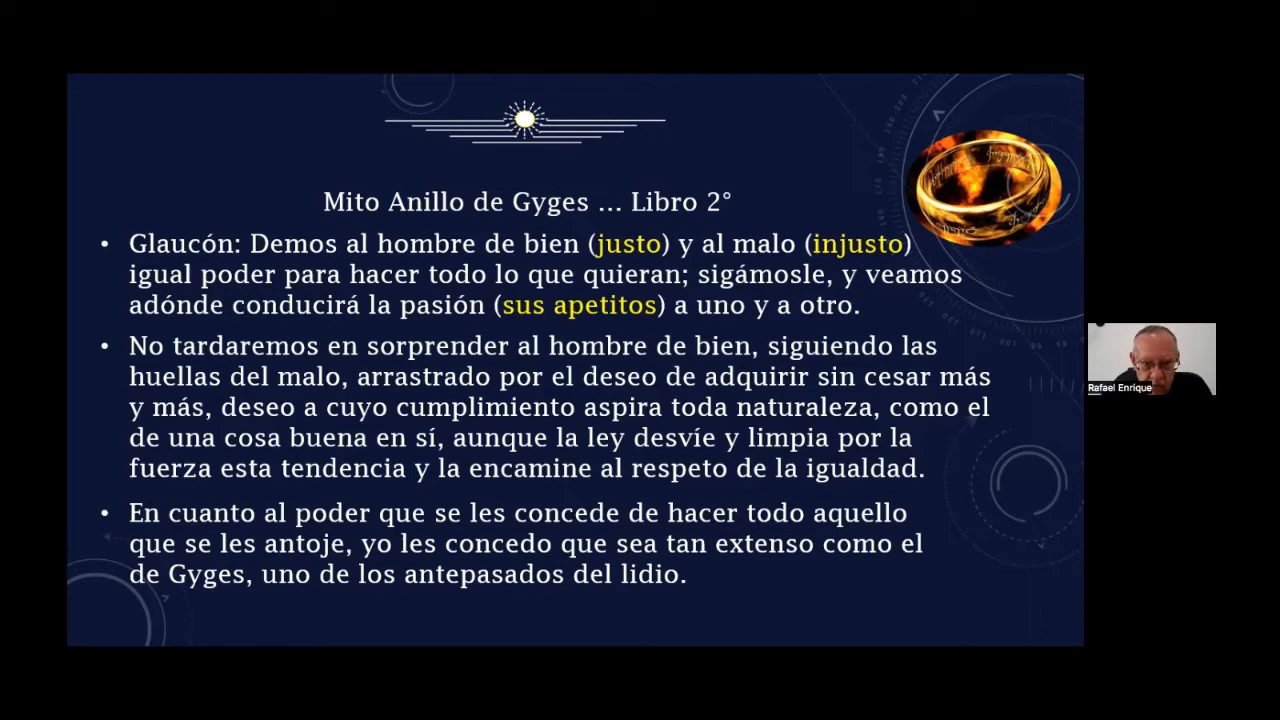 Mito Anillo de Gyges ... Libro 2°
• Glaucón: Demos al hombre de bien (justo) y al malo (injusto)
igual poder para hacer todo lo que quieran; sigámosle, y veamos
adónde conducirá la pasión (sus apetitos) a uno y a otro.
• No tardaremos en sorprender al hombre de bien, siguiendo las
huellas del malo, arrastrado por el deseo de adquirir sin cesar más
y más, deseo a cuyo cumplimiento aspira toda naturaleza, como el
de una cosa buena en sí, aunque la ley desvíe y limpia por la
fuerza esta tendencia y la encamine al respeto de la igualdad.
• En cuanto al poder que se les concede de hacer todo aquello
que se les antoje, yo les concedo que sea tan extenso como el
de Gyges, uno de los antepasados del lidio.
Rafael Enrique